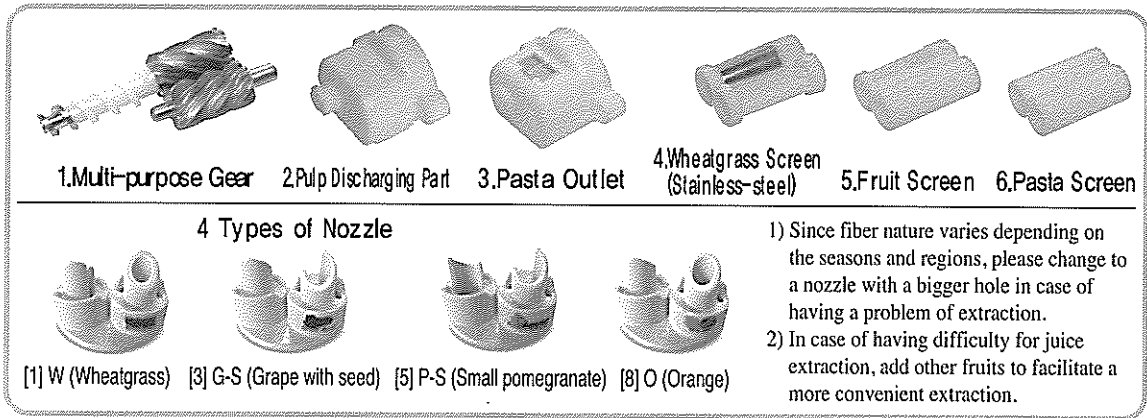 1.Multi-purpose Gear
2.Pulp Discharging Part
3.Pasta Outlet
4.Wheatgrass Screen
(Stainless-steel)
5.Fruit Screen
6.Pasta Screen
4 Types of Nozzle
[1] W (Wheatgrass)
[3] G-S (Grape with seed)
[5] P-S (Small pomegranate)
[8] O (Orange)
1) Since fiber nature varies depending on
the seasons and regions, please change to
a nozzle with a bigger hole in case of
having a problem of extraction.
2) In case of having difficulty for juice
extraction, add other fruits to facilitate a
more convenient extraction.